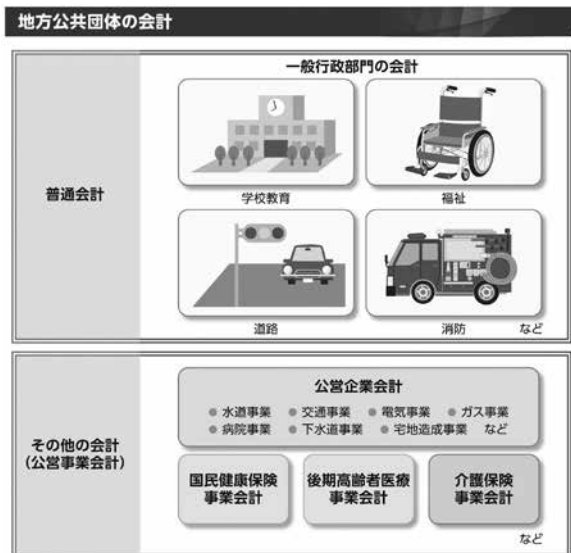 地方公共団体の会計
普通会計
一般行政部門の会計
学校教育
福祉
道路
消防
など
その他の会計
(公営事業会計)
公営企業会計
● 水道事業 ● 交通事業 ● 電気事業 ● ガス事業
● 病院事業 ● 下水道事業 ● 宅地造成事業 など
国民健康保険
事業会計
後期高齢者医療
事業会計
介護保険
事業会計
など